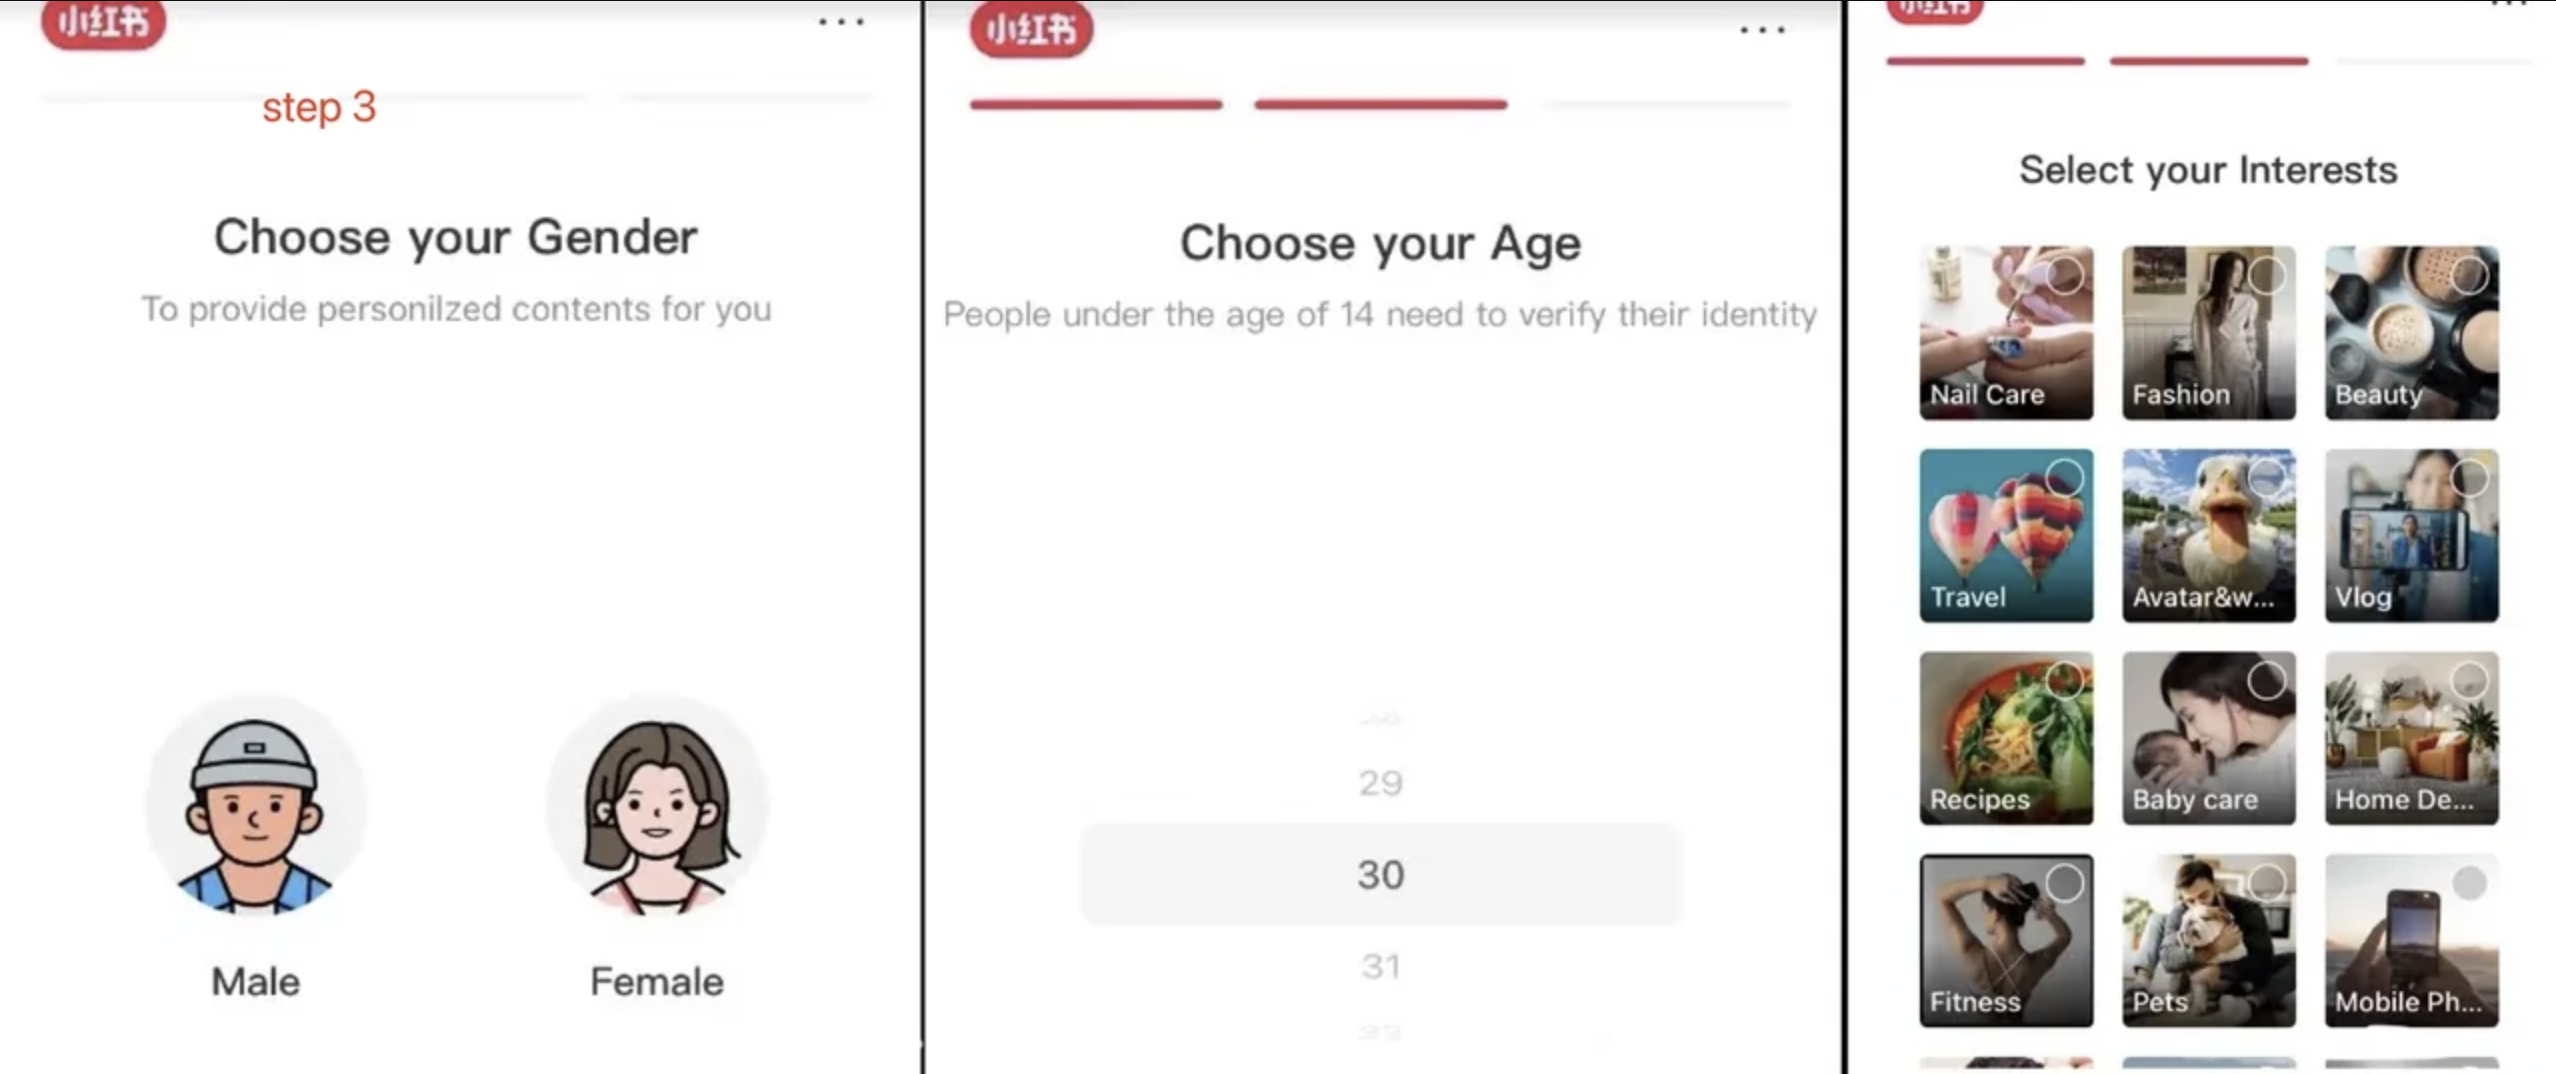 小红书
step 3
Choose your Gender
To provide personilzed contents for you
Male
Female
小红书
Choose your Age
People under the age of 14 need to verify their identity
28
29
30
31
32
小红书
Select your Interests
Nail Care
Fashion
Beauty
Travel
Avatar&w...
Vlog
Recipes
Baby care
Home De...
Fitness
Pets
Mobile Ph...